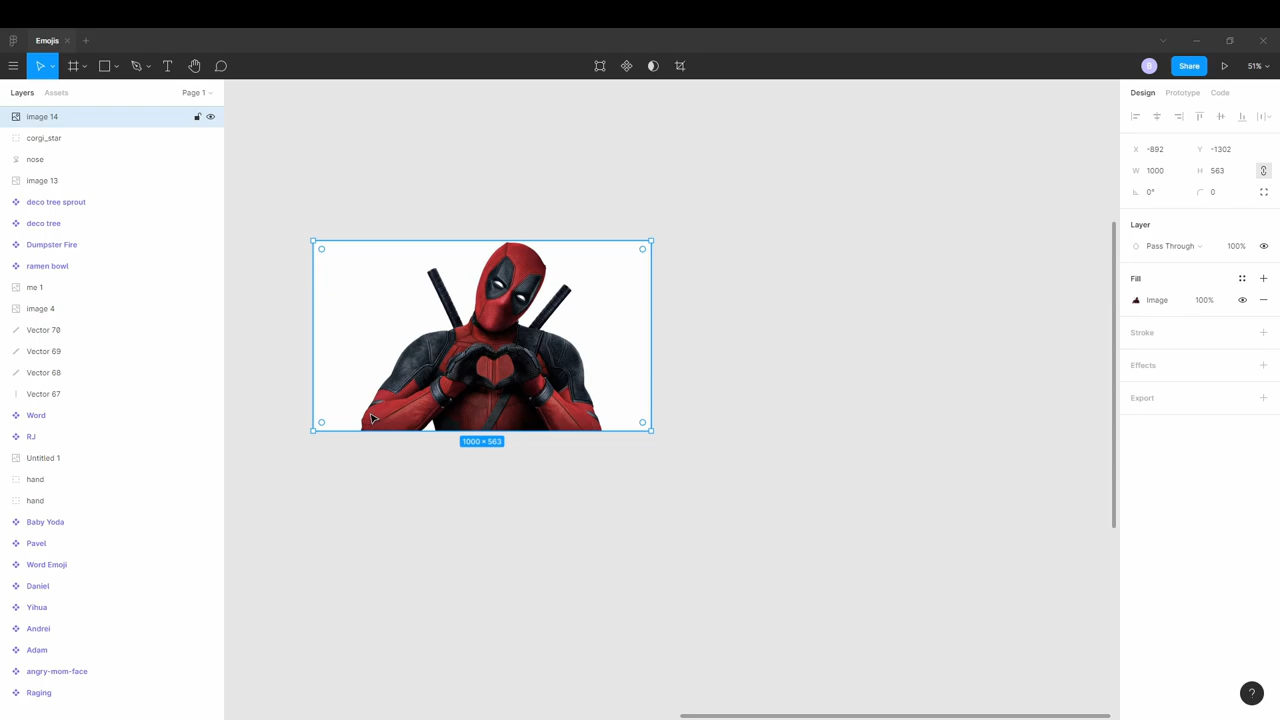 Emojis
Share
51%
Layers Assets Page 1
image 14
corgi_star
nose
image 13
deco tree sprout
deco tree
Dumpster Fire
ramen bowl
me 1
image 4
Vector 70
Vector 69
Vector 68
Vector 67
Word
RJ
Untitled 1
hand
hand
Baby Yoda
Pavel
Word Emoji
Daniel
Yihua
Andrei
Adam
angry-mom-face
Raging
1000 × 563
B
Design Prototype Code
X -892 Y -1302
W 1000 H 563
0° 0
Layer
Pass Through 100%
Fill
Image 100%
Stroke
Effects
Export
?